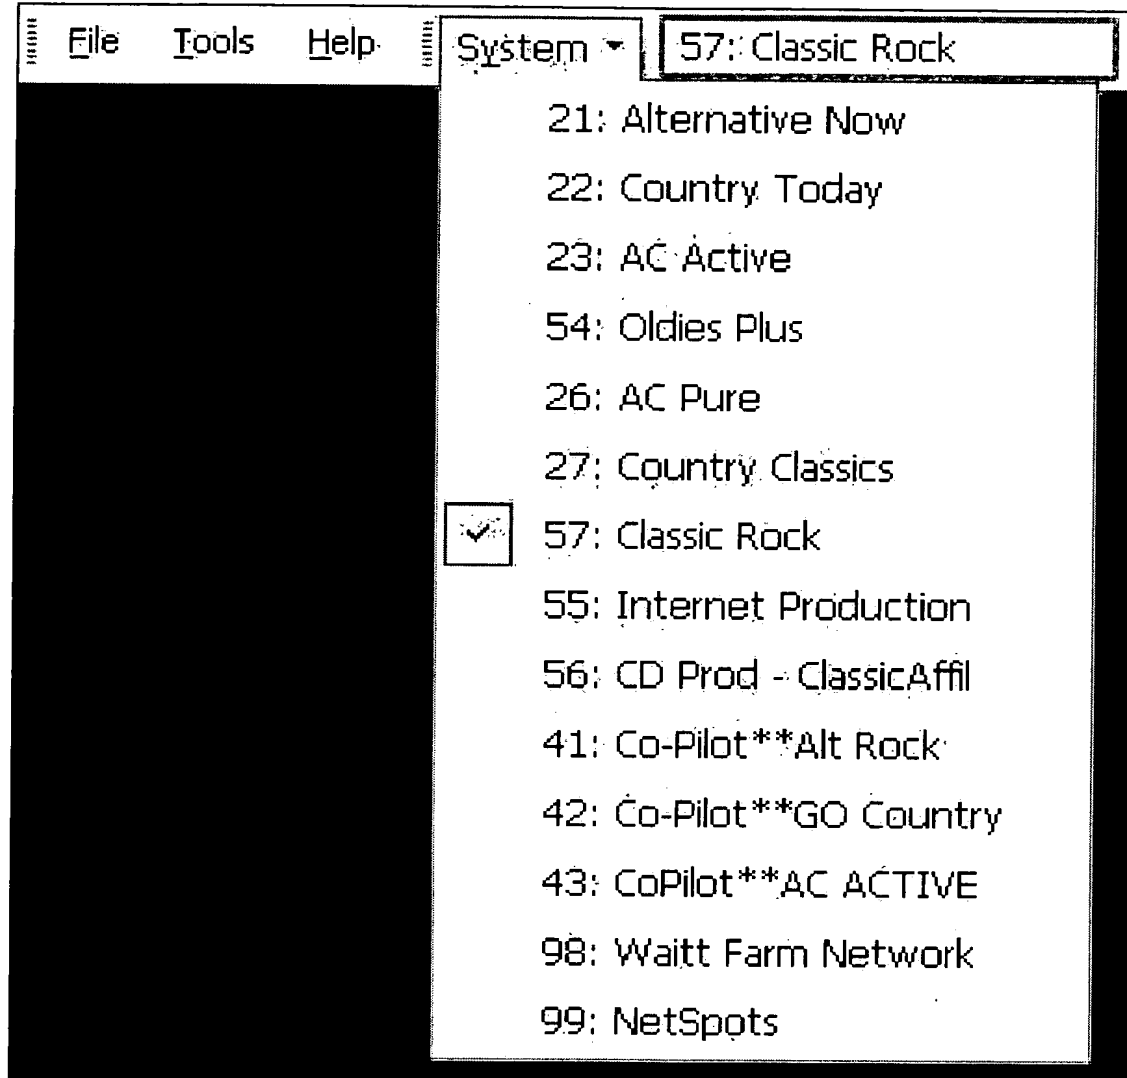 File Tools Help System 57: Classic Rock
21: Alternative Now
22: Country Today
23: AC Active
54: Oldies Plus
26: AC Pure
27: Country Classics
57: Classic Rock
55: Internet Production
56: CD Prod - ClassicAffil
41: Co-Pilot**Alt Rock
42: Co-Pilot**GO Country
43: CoPilot**AC ACTIVE
98: Waitt Farm Network
99: NetSpots